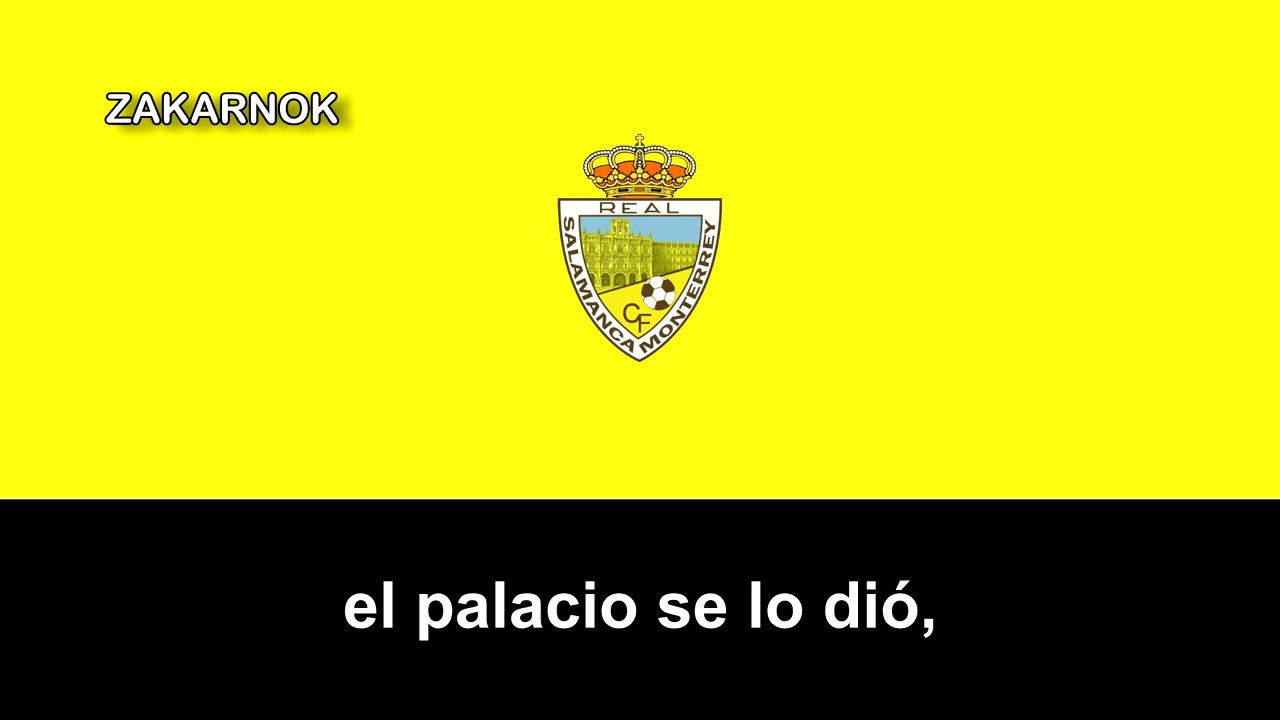 ZAKARNOK
REAL
SALAMANCA MONTERREY
CF
el palacio se lo dió,